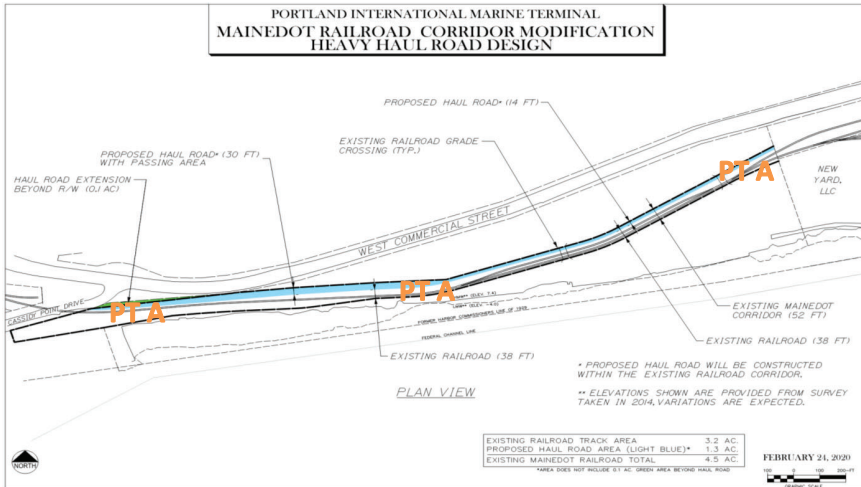 PORTLAND INTERNATIONAL MARINE TERMINAL
MAINEDOT RAILROAD CORRIDOR MODIFICATION
HEAVY HAUL ROAD DESIGN
PROPOSED HAUL ROAD* (14 FT)
EXISTING RAILROAD GRADE
CROSSING (TYP.)
PROPOSED HAUL ROAD* (30 FT)
WITH PASSING AREA
HAUL ROAD EXTENSION
BEYOND R/W (0.1 AC)
PT A
NEW
YARD,
LLC
WEST COMMERCIAL STREET
CASSIDY POINT DRIVE
PT A
PT A
FORMER HARBOR COMMISSIONERS LINE OF
FEDERAL CHANNEL LINE
EXISTING MAINEDOT
CORRIDOR (52 FT)
EXISTING RAILROAD (38 FT)
EXISTING RAILROAD (38 FT)
* PROPOSED HAUL ROAD WILL BE CONSTRUCTED
WITHIN THE EXISTING RAILROAD CORRIDOR.
** ELEVATIONS SHOWN ARE PROVIDED FROM SURVEY
TAKEN IN 2014, VARIATIONS ARE EXPECTED.
PLAN VIEW
EXISTING RAILROAD TRACK AREA 3.2 AC.
PROPOSED HAUL ROAD AREA (LIGHT BLUE)* 1.3 AC.
EXISTING MAINEDOT RAILROAD TOTAL 4.5 AC.
*AREA DOES NOT INCLUDE 0.1 AC. GREEN AREA BEYOND HAUL ROAD
NORTH
FEBRUARY 24, 2020
100 0 100 200-FT
GRAPHIC SCALE